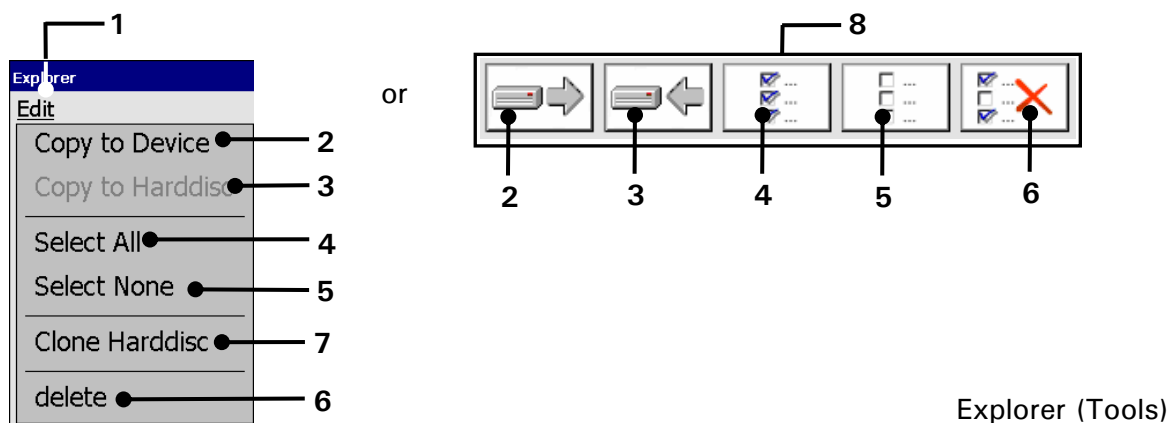 1
8
Explorer
Edit
or
Copy to Device
2
Copy to Harddisc
3
2
3
4
5
6
Select All
4
Select None
5
Clone Harddisc
7
delete
6
Explorer (Tools)